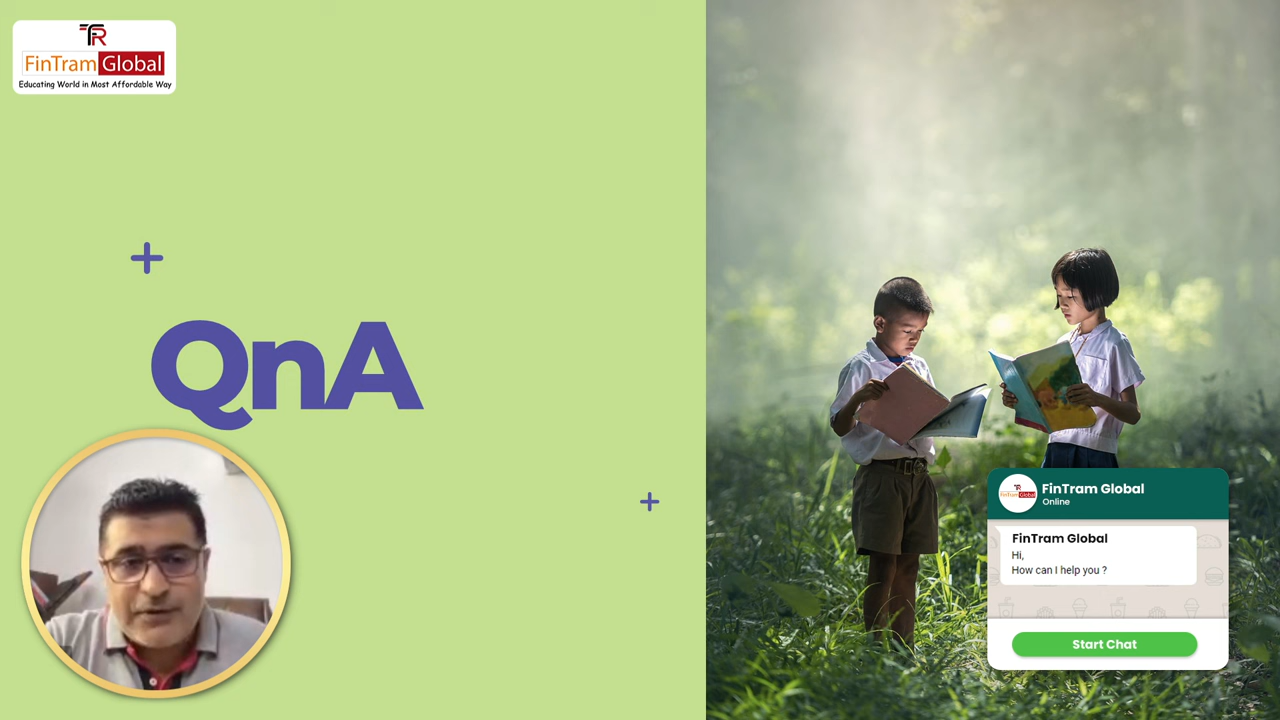 TR
FinTram Global
Educating World in Most Affordable Way
QnA
FinTram Global
Online
FinTram Global
Hi,
How can I help you ?
Start Chat